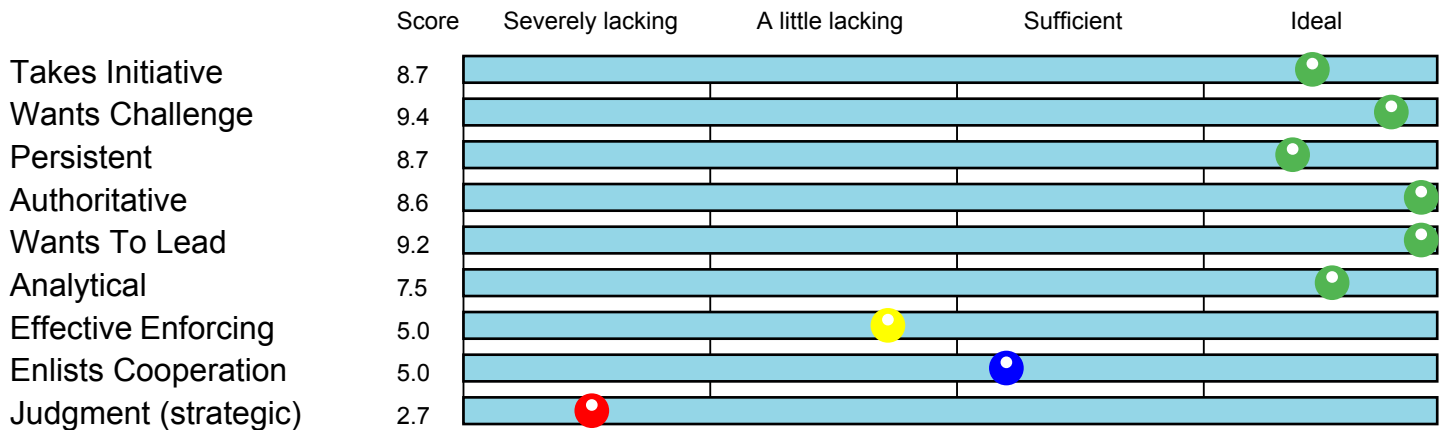 Score Severely lacking A little lacking Sufficient Ideal
Takes Initiative 8.7
Wants Challenge 9.4
Persistent 8.7
Authoritative 8.6
Wants To Lead 9.2
Analytical 7.5
Effective Enforcing 5.0
Enlists Cooperation 5.0
Judgment (strategic) 2.7